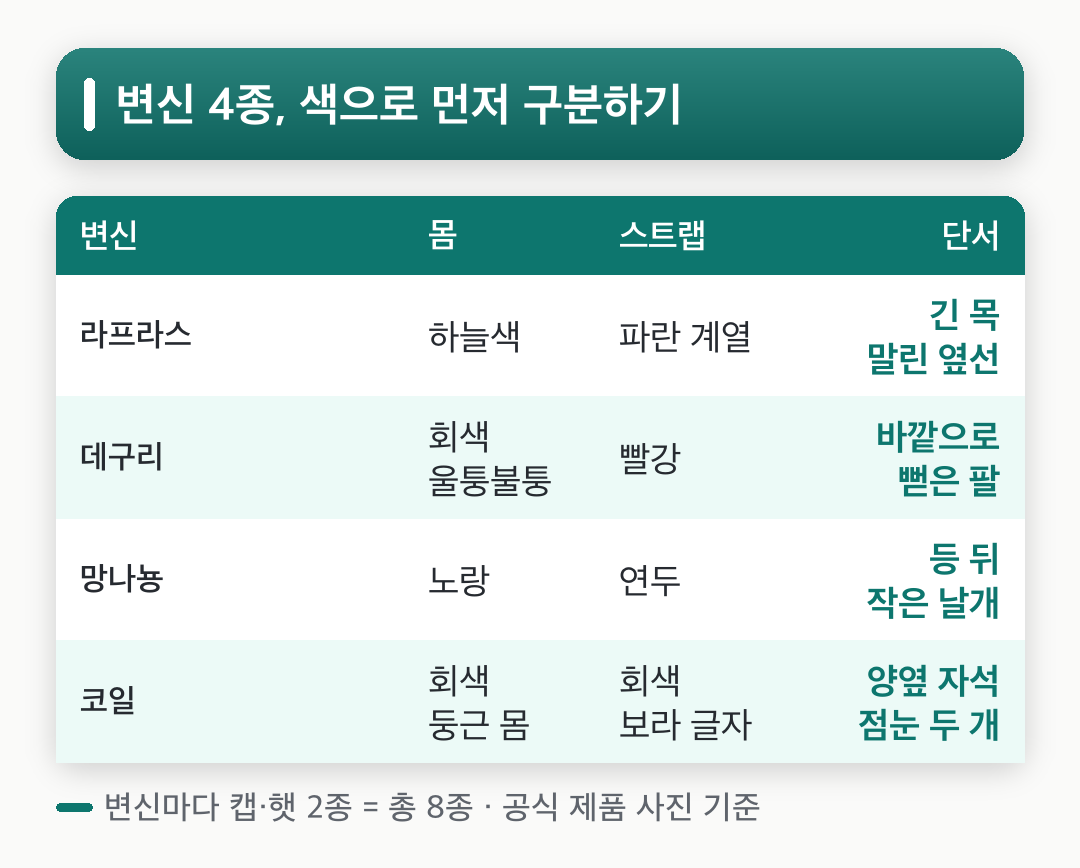 변신 4종, 색으로 먼저 구분하기
변신 몸 스트랩 단서
라프라스 하늘색 파란 계열 긴 목
말린 옆선
데구리 회색
울퉁불퉁 빨강 바깥으로
뻗은 팔
망나뇽 노랑 연두 등 뒤
작은 날개
코일 회색
둥근 몸 회색
보라 글자 양옆 자석
점눈 두 개
변신마다 캡·햇 2종 = 총 8종 · 공식 제품 사진 기준